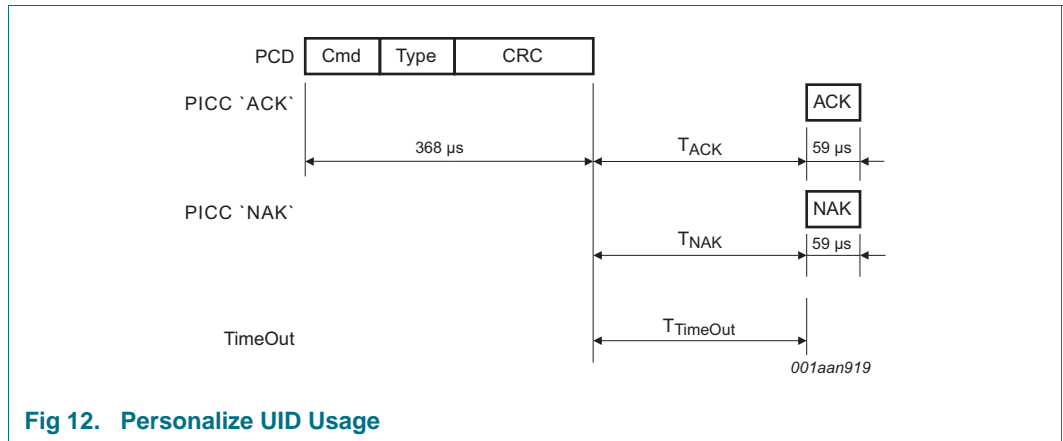 PCD Cmd Type CRC
PICC `ACK` ACK
368 µs TACK 59 µs
PICC `NAK` NAK
TNAK 59 µs
TimeOut TTimeOut
001aan919
Fig 12. Personalize UID Usage